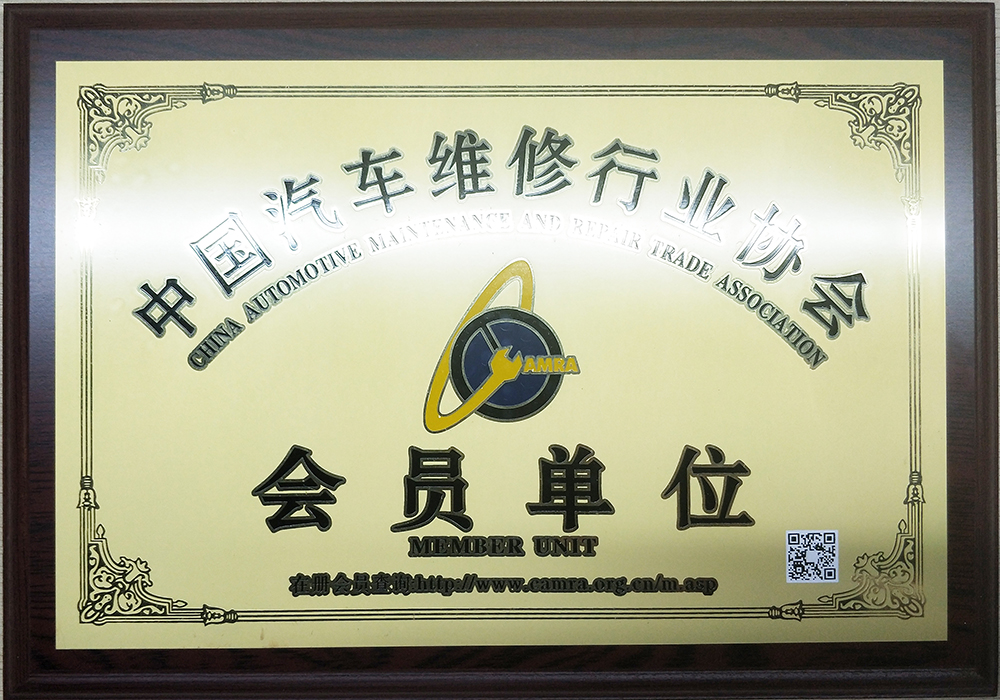 中国汽车维修行业协会
CHINA AUTOMOTIVE MAINTENANCE AND REPAIR TRADE ASSOCIATION
AMRA
会员单位
MEMBER UNIT
在册会员查询:http://www.camra.org.cn/m.asp